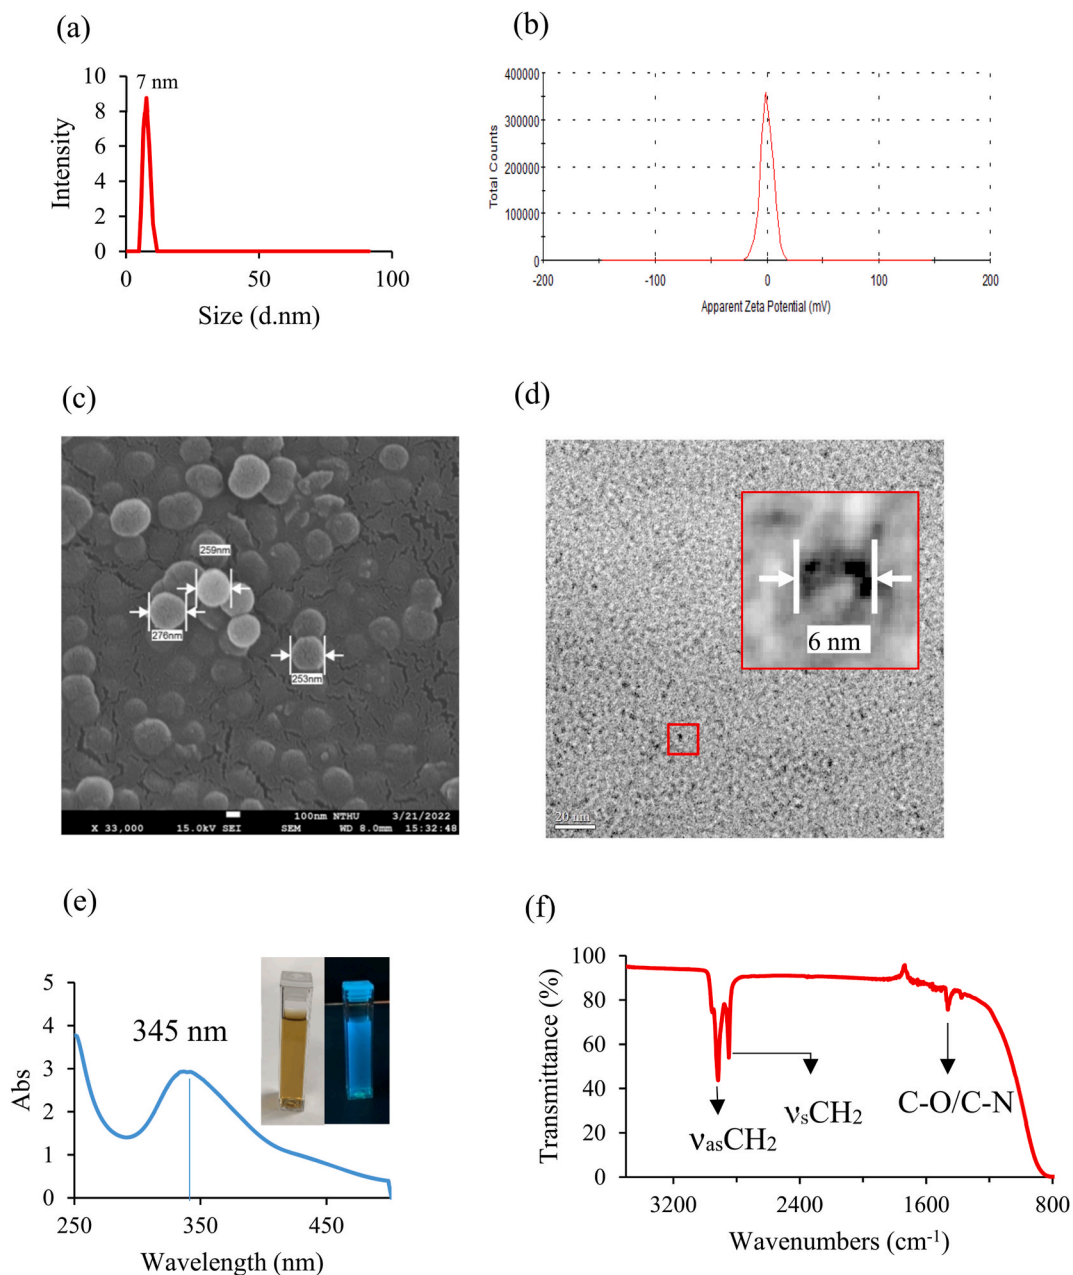 (a)
(b)
10
8
6
4
2
0
7 nm
Intensity
0
50
100
Size (d.nm)
400000
300000
200000
100000
0
Total Counts
-200
-100
0
100
200
Apparent Zeta Potential (mV)
(c)
(d)
259nm
276nm
253nm
100nm NTHU 3/21/2022
X 33,000 15.0kV SEI SEM WD 8.0mm 15:32:48
6 nm
20 nm
(e)
(f)
5
4
3
2
1
0
Abs
345 nm
250
350
450
Wavelength (nm)
100
80
60
40
20
0
Transmittance (%)
νasCH2
νsCH2
C-O/C-N
3200
2400
1600
800
Wavenumbers (cm-1)